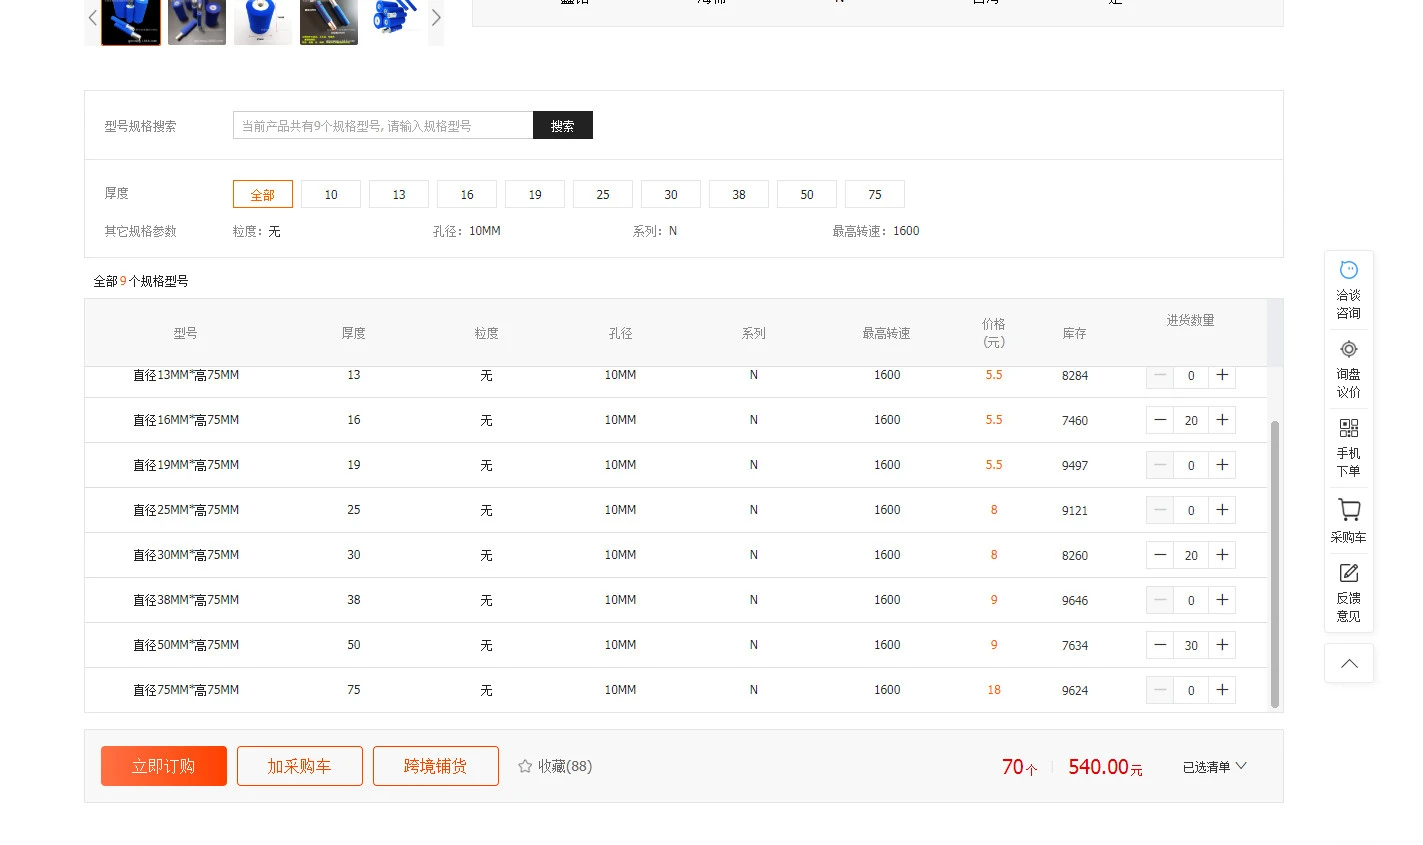 型号规格搜索 当前产品共有9个规格型号, 请输入规格型号 搜索
厚度 全部 10 13 16 19 25 30 38 50 75
其它规格参数 粒度：无 孔径：10MM 系列：N 最高转速：1600
全部9个规格型号
型号 厚度 粒度 孔径 系列 最高转速 价格(元) 库存 进货数量
直径13MM*高75MM 13 无 10MM N 1600 5.5 8284 0
直径16MM*高75MM 16 无 10MM N 1600 5.5 7460 20
直径19MM*高75MM 19 无 10MM N 1600 5.5 9497 0
直径25MM*高75MM 25 无 10MM N 1600 8 9121 0
直径30MM*高75MM 30 无 10MM N 1600 8 8260 20
直径38MM*高75MM 38 无 10MM N 1600 9 9646 0
直径50MM*高75MM 50 无 10MM N 1600 9 7634 30
直径75MM*高75MM 75 无 10MM N 1600 18 9624 0
立即订购 加采购车 跨境铺货 收藏(88) 70个 540.00元 已选清单
洽谈
咨询
询盘
议价
手机
下单
采购车
反馈
意见